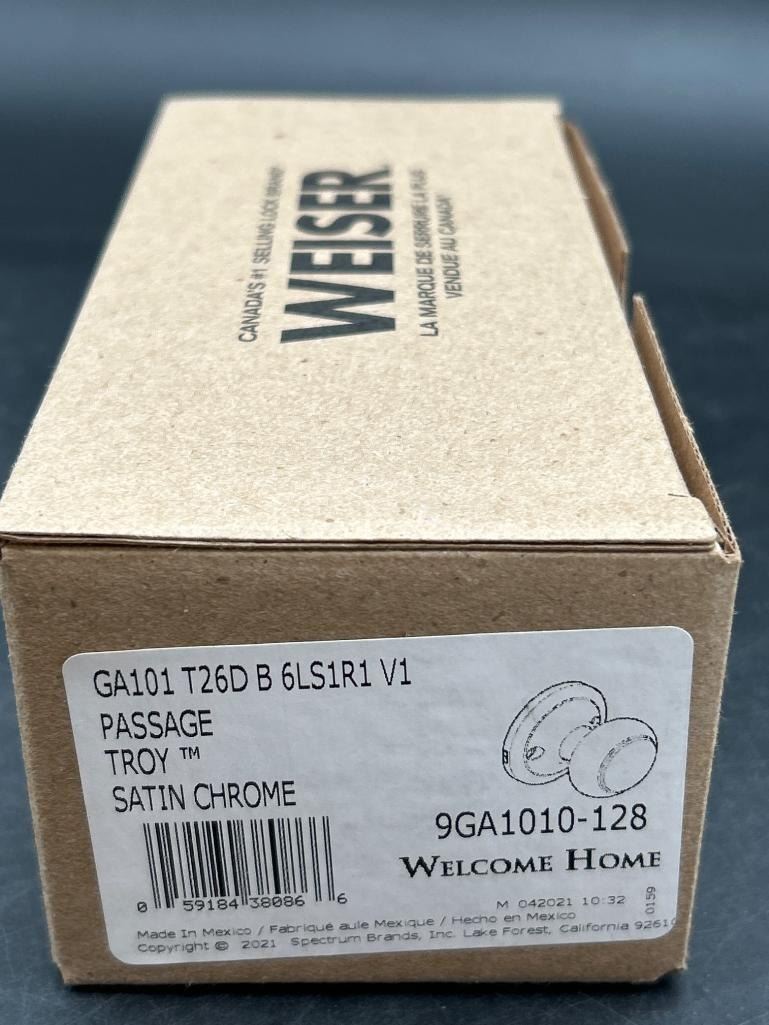 CANADA'S #1 SELLING LOCK BRAND*
WEISER
LA MARQUE DE SERRURE LA PLUS
VENDUE AU CANADA*
GA101 T26D B 6LS1R1 V1
PASSAGE
TROY ™
SATIN CHROME
9GA1010-128
WELCOME HOME
0 59184 38086 6
M 042021 10:32
0159
Made In Mexico / Fabriqué aule Mexique / Hecho en Mexico
Copyright © 2021 Spectrum Brands, Inc. Lake Forest, California 92610